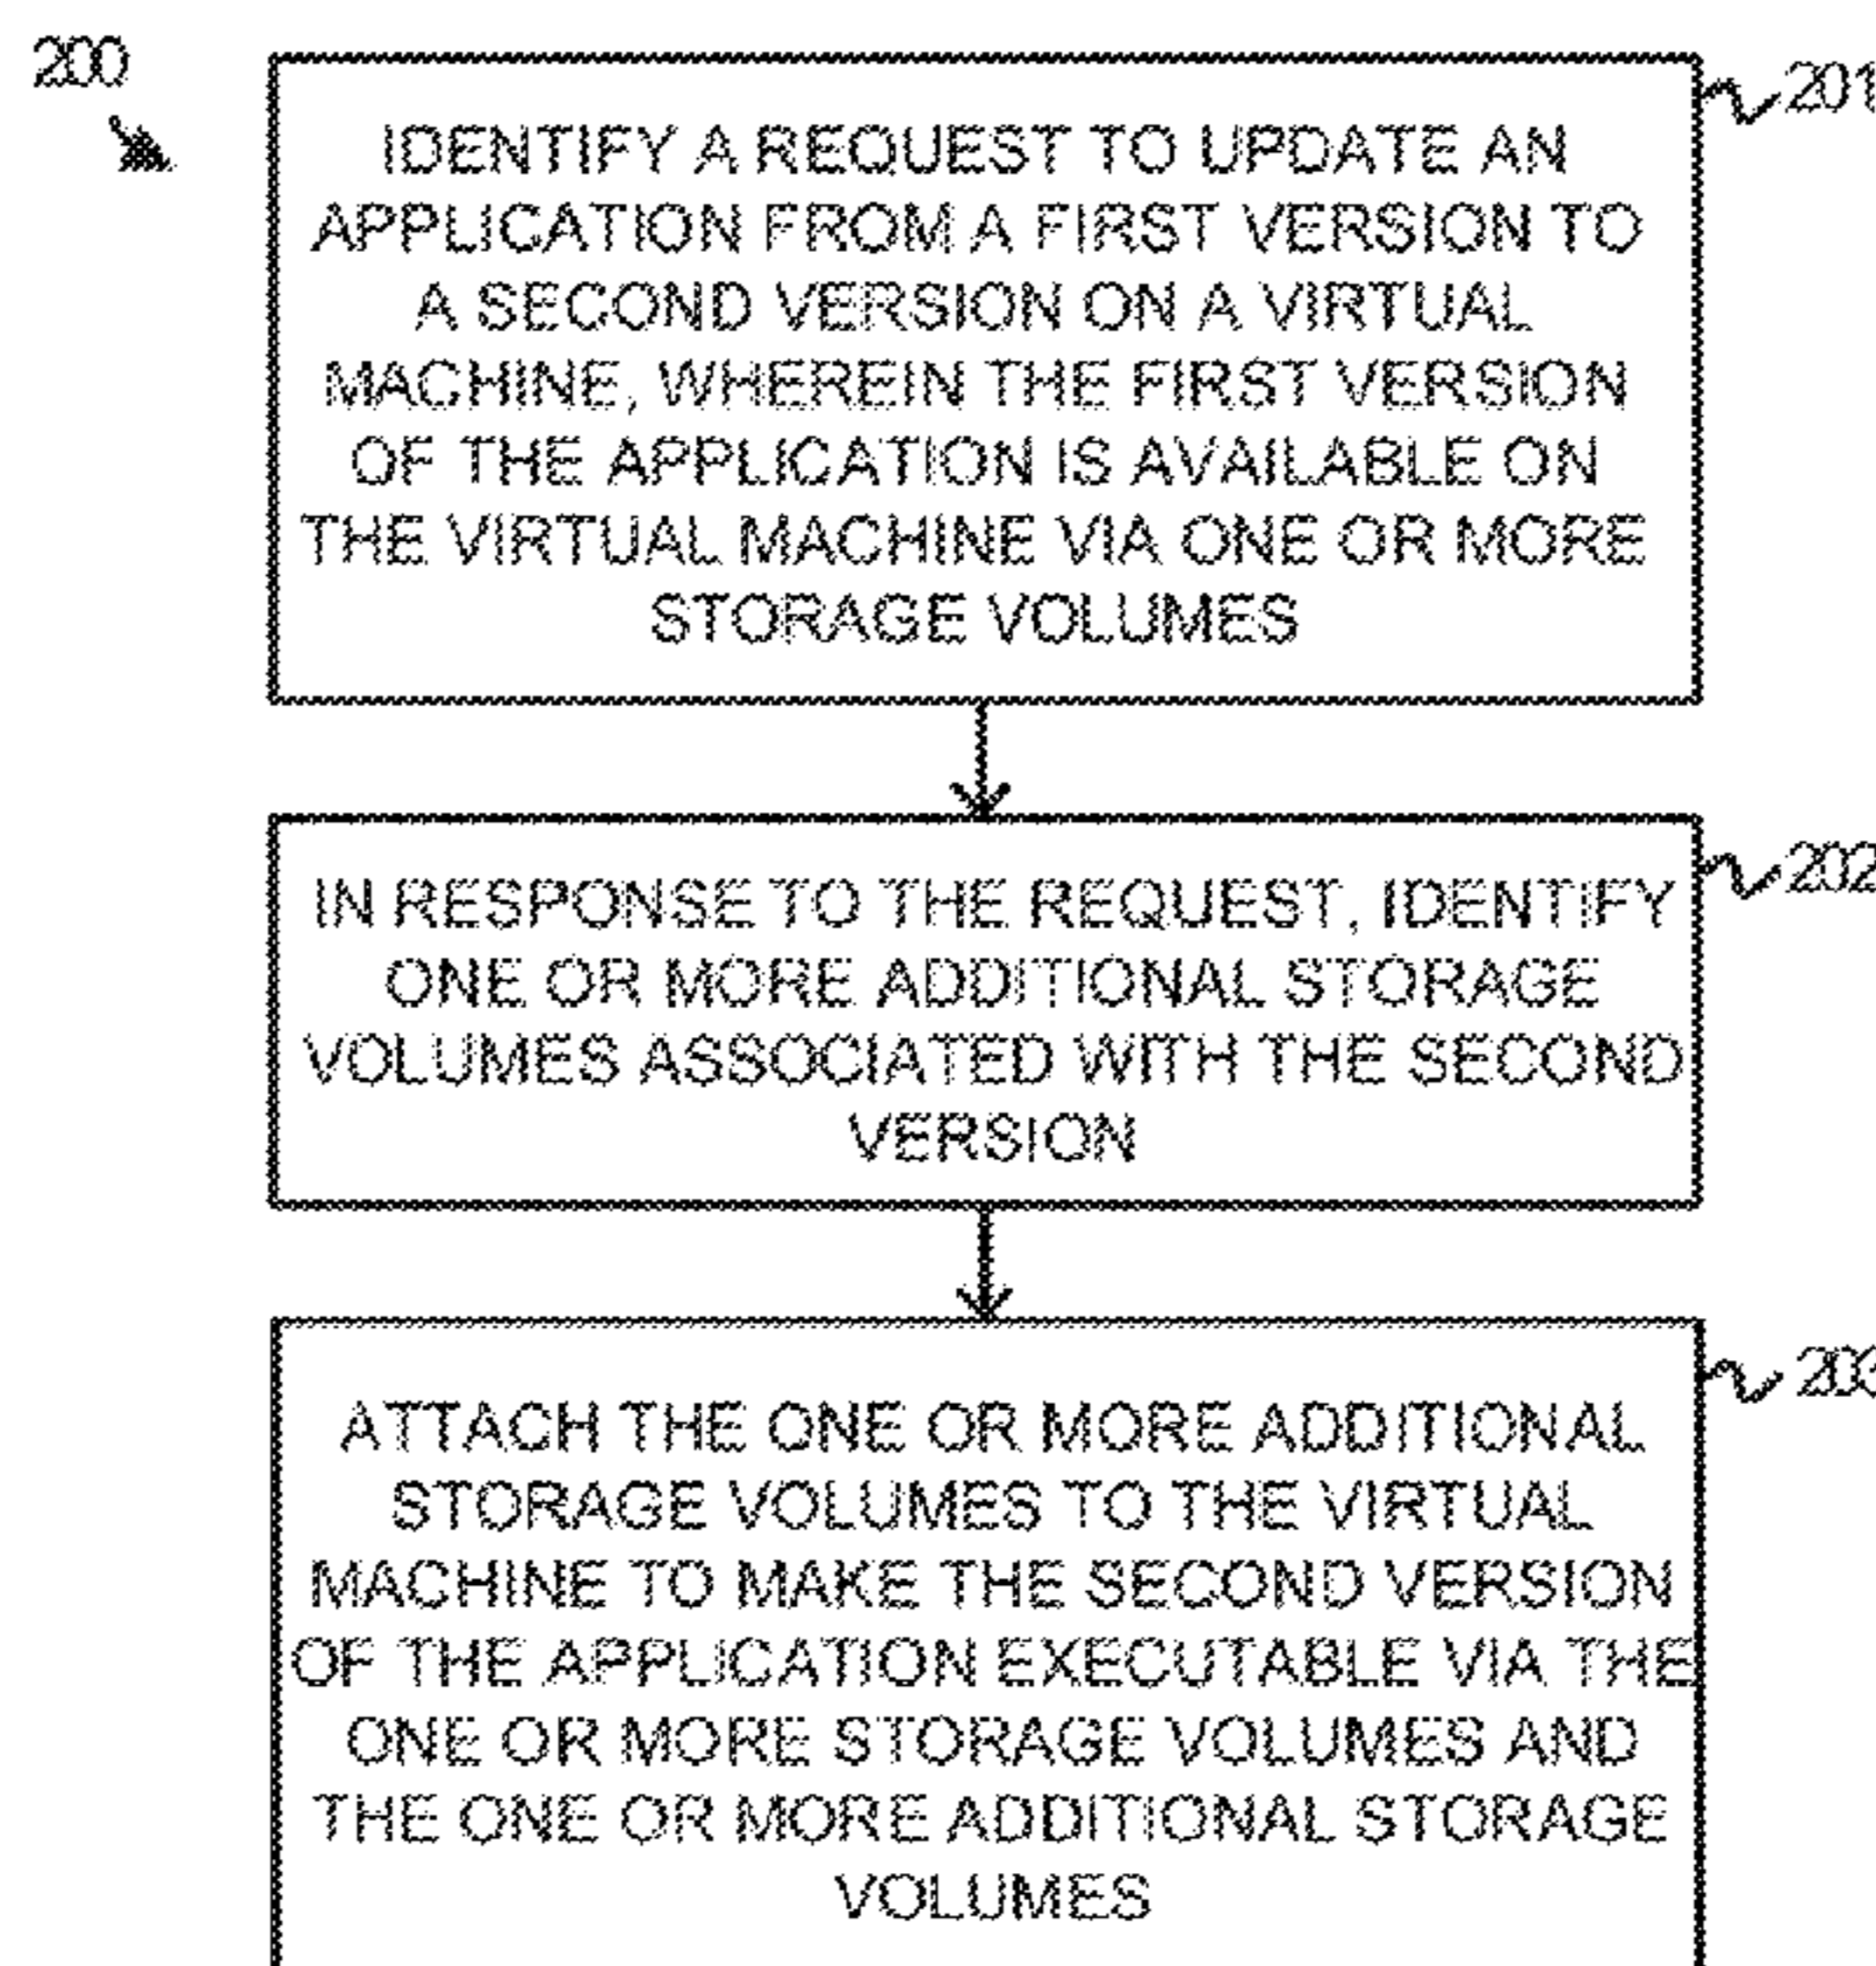 200
201
IDENTIFY A REQUEST TO UPDATE AN
APPLICATION FROM A FIRST VERSION TO
A SECOND VERSION ON A VIRTUAL
MACHINE, WHEREIN THE FIRST VERSION
OF THE APPLICATION IS AVAILABLE ON
THE VIRTUAL MACHINE VIA ONE OR MORE
STORAGE VOLUMES
202
IN RESPONSE TO THE REQUEST, IDENTIFY
ONE OR MORE ADDITIONAL STORAGE
VOLUMES ASSOCIATED WITH THE SECOND
VERSION
203
ATTACH THE ONE OR MORE ADDITIONAL
STORAGE VOLUMES TO THE VIRTUAL
MACHINE TO MAKE THE SECOND VERSION
OF THE APPLICATION EXECUTABLE VIA THE
ONE OR MORE STORAGE VOLUMES AND
THE ONE OR MORE ADDITIONAL STORAGE
VOLUMES